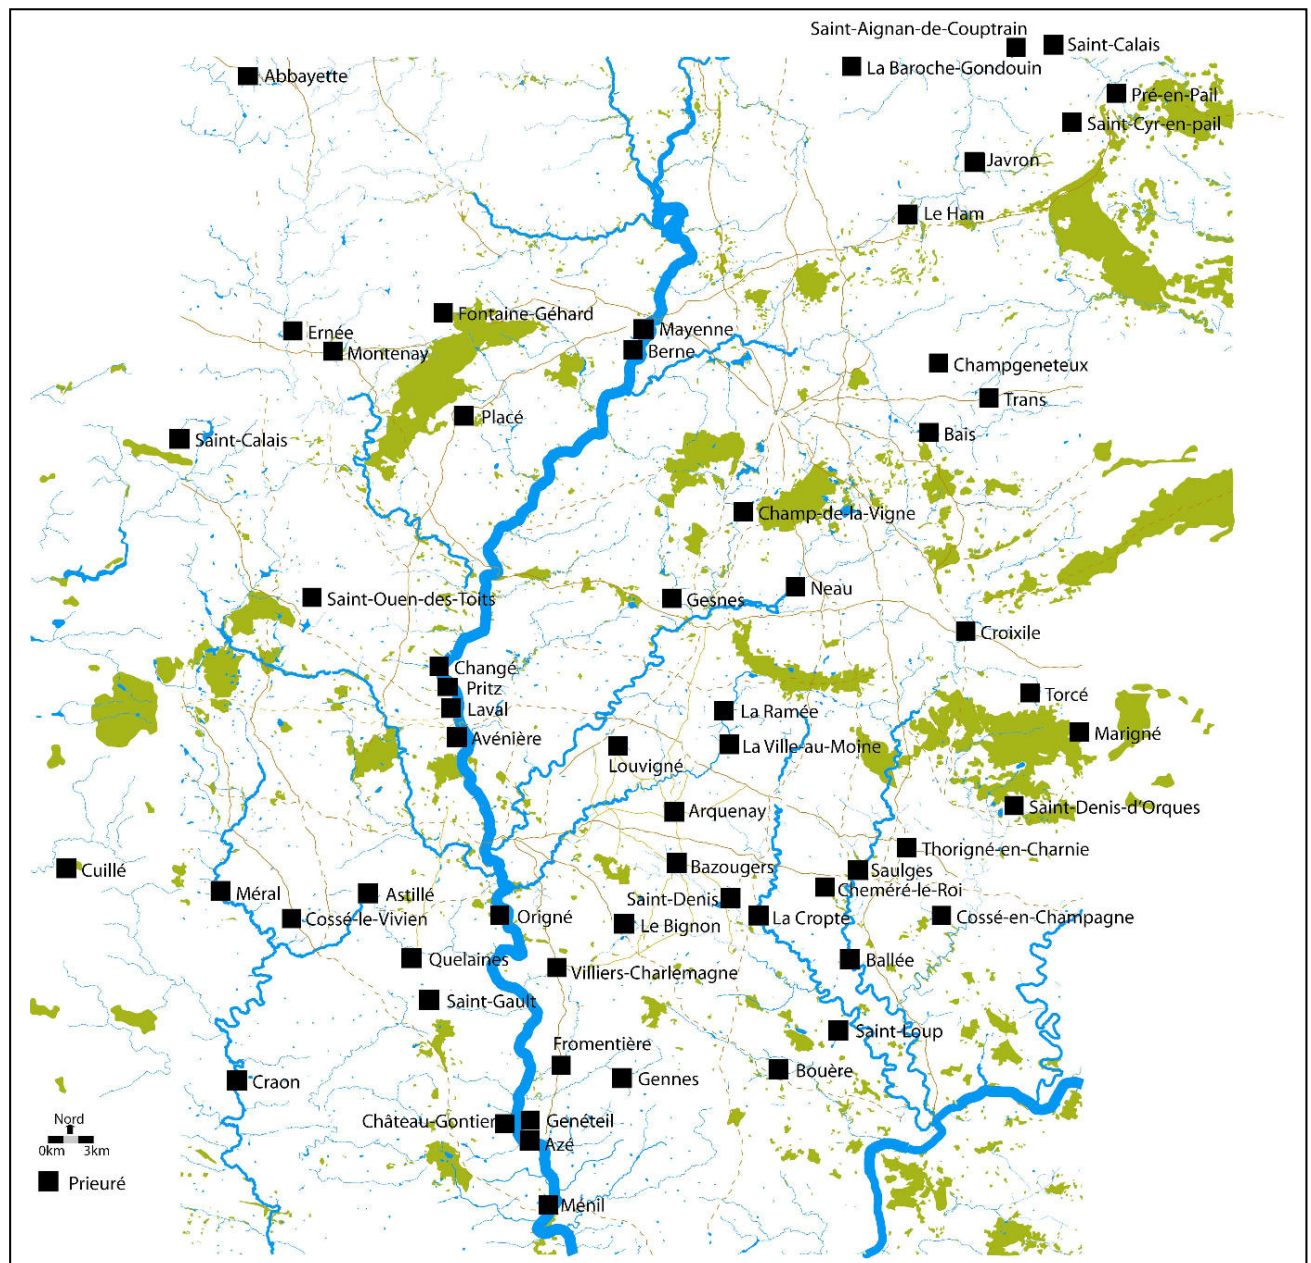 Saint-Aignan-de-Couptrain
Saint-Calais
La Baroche-Gondouin
Abbayette
Pré-en-Pail
Saint-Cyr-en-pail
Javron
Le Ham
Fontaine-Géhard
Mayenne
Ernée
Montenay
Berne
Champgeneteux
Trans
Placé
Bais
Saint-Calais
Champ-de-la-Vigne
Neau
Saint-Ouen-des-Toits
Gesnes
Croixile
Changé
Pritz
Torcé
Laval
La Ramée
Marigné
Avénière
La Ville-au-Moine
Louvigné
Saint-Denis-d'Orques
Arquenay
Thorigné-en-Charnie
Bazougers
Saulges
Cuillé
Cheméré-le-Roi
Méral
Astillé
Saint-Denis
Cossé-le-Vivien
Origné
La Cropte
Cossé-en-Champagne
Le Bignon
Quelaines
Ballée
Villiers-Charlemagne
Saint-Gault
Saint-Loup
Fromentière
Bouère
Gennes
Craon
Nord
Château-Gontier
Genéteil
Azé
0km 3km
Prieuré
Ménil